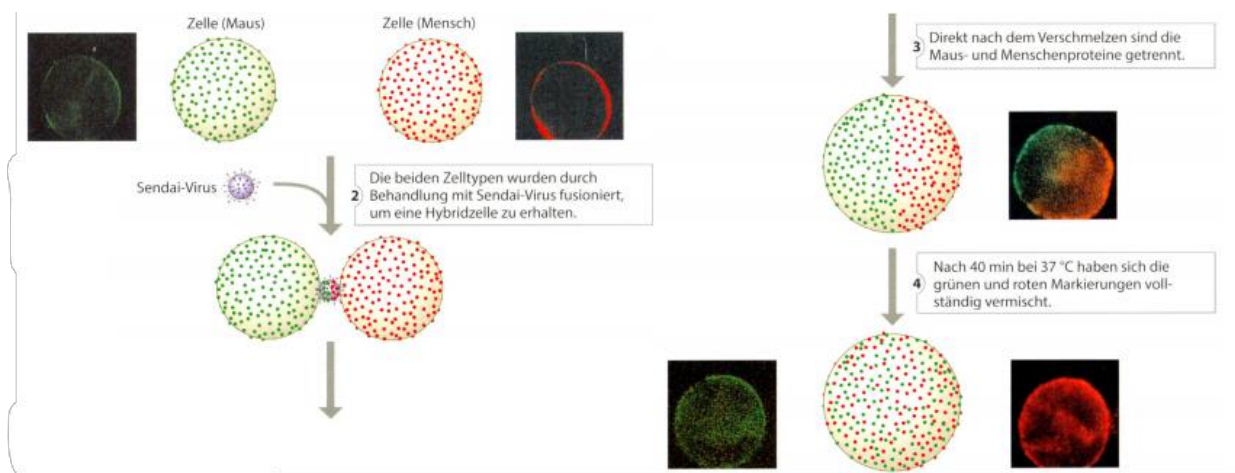 Zelle (Maus)
Zelle (Mensch)
Sendai-Virus
2
Die beiden Zelltypen wurden durch
Behandlung mit Sendai-Virus fusioniert,
um eine Hybridzelle zu erhalten.
3
Direkt nach dem Verschmelzen sind die
Maus- und Menschenproteine getrennt.
4
Nach 40 min bei 37 °C haben sich die
grünen und roten Markierungen voll-
ständig vermischt.